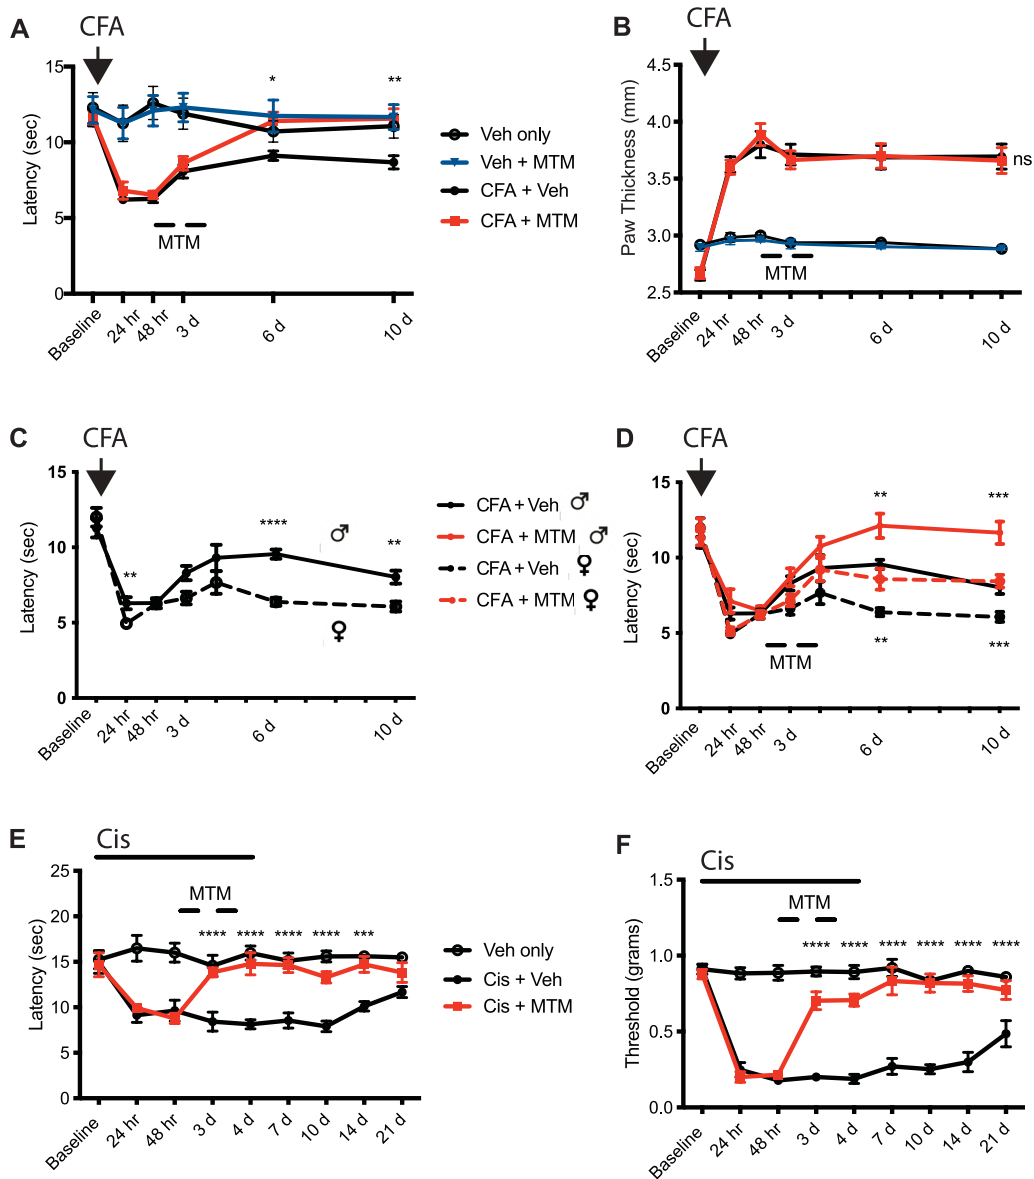 A
CFA
Latency (sec)
15
10
5
0
*
**
MTM
Baseline
24 hr
48 hr
3 d
6 d
10 d
Veh only
Veh + MTM
CFA + Veh
CFA + MTM
B
CFA
Paw Thickness (mm)
4.5
4.0
3.5
3.0
2.5
ns
MTM
Baseline
24 hr
48 hr
3 d
6 d
10 d
C
CFA
Latency (sec)
15
10
5
0
**
****
♂
**
♀
Baseline
24 hr
48 hr
3 d
6 d
10 d
CFA + Veh ♂
CFA + MTM ♂
CFA + Veh ♀
CFA + MTM ♀
D
CFA
Latency (sec)
15
10
5
0
**
***
MTM
**
***
Baseline
24 hr
48 hr
3 d
6 d
10 d
E
Cis
Latency (sec)
25
20
15
10
5
0
MTM
**** **** **** **** ***
Baseline
24 hr
48 hr
3 d
4 d
7 d
10 d
14 d
21 d
Veh only
Cis + Veh
Cis + MTM
F
Cis
Threshold (grams)
1.5
1.0
0.5
0.0
MTM
**** **** **** **** **** ****
Baseline
24 hr
48 hr
3 d
4 d
7 d
10 d
14 d
21 d